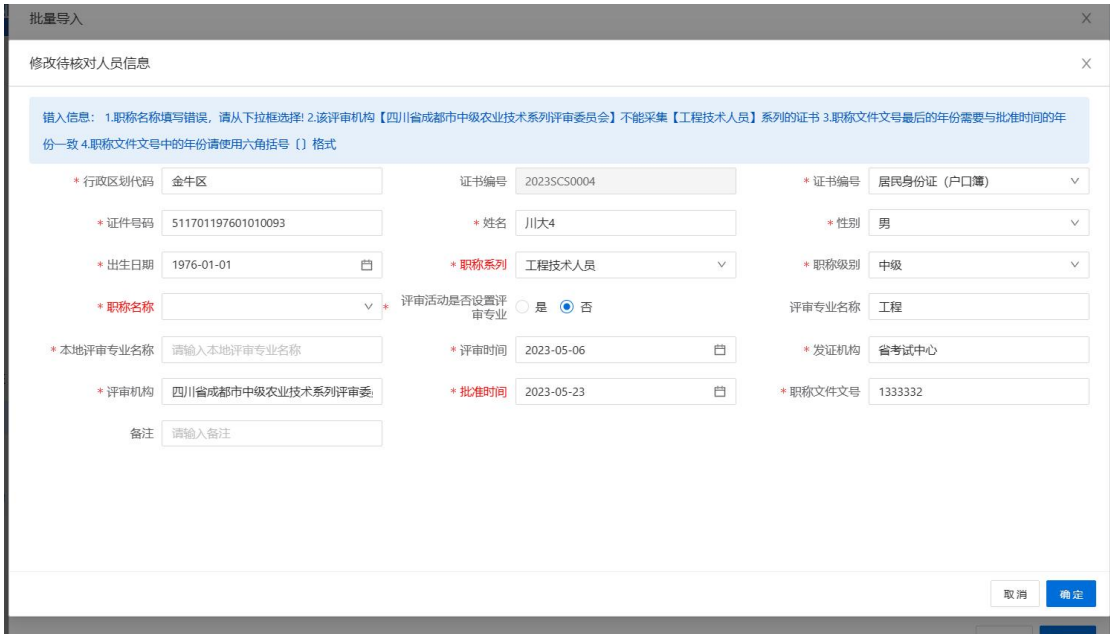 批量导入
修改待核对人员信息
错入信息： 1.职称名称填写错误，请从下拉框选择! 2.该评审机构【四川省成都市中级农业技术系列评审委员会】不能采集【工程技术人员】系列的证书 3.职称文件文号最后的年份需要与批准时间的年
份一致 4.职称文件文号中的年份请使用六角括号〔〕格式
* 行政区划代码 金牛区 证书编号 2023SCS0004 * 证书编号 居民身份证（户口簿）
* 证件号码 511701197601010093 * 姓名 川大4 * 性别 男
* 出生日期 1976-01-01 * 职称系列 工程技术人员 * 职称级别 中级
* 职称名称 * 评审活动是否设置评审专业 是 否 评审专业名称 工程
* 本地评审专业名称 请输入本地评审专业名称 * 评审时间 2023-05-06 * 发证机构 省考试中心
* 评审机构 四川省成都市中级农业技术系列评审委 * 批准时间 2023-05-23 * 职称文件文号 1333332
备注 请输入备注
取消 确定